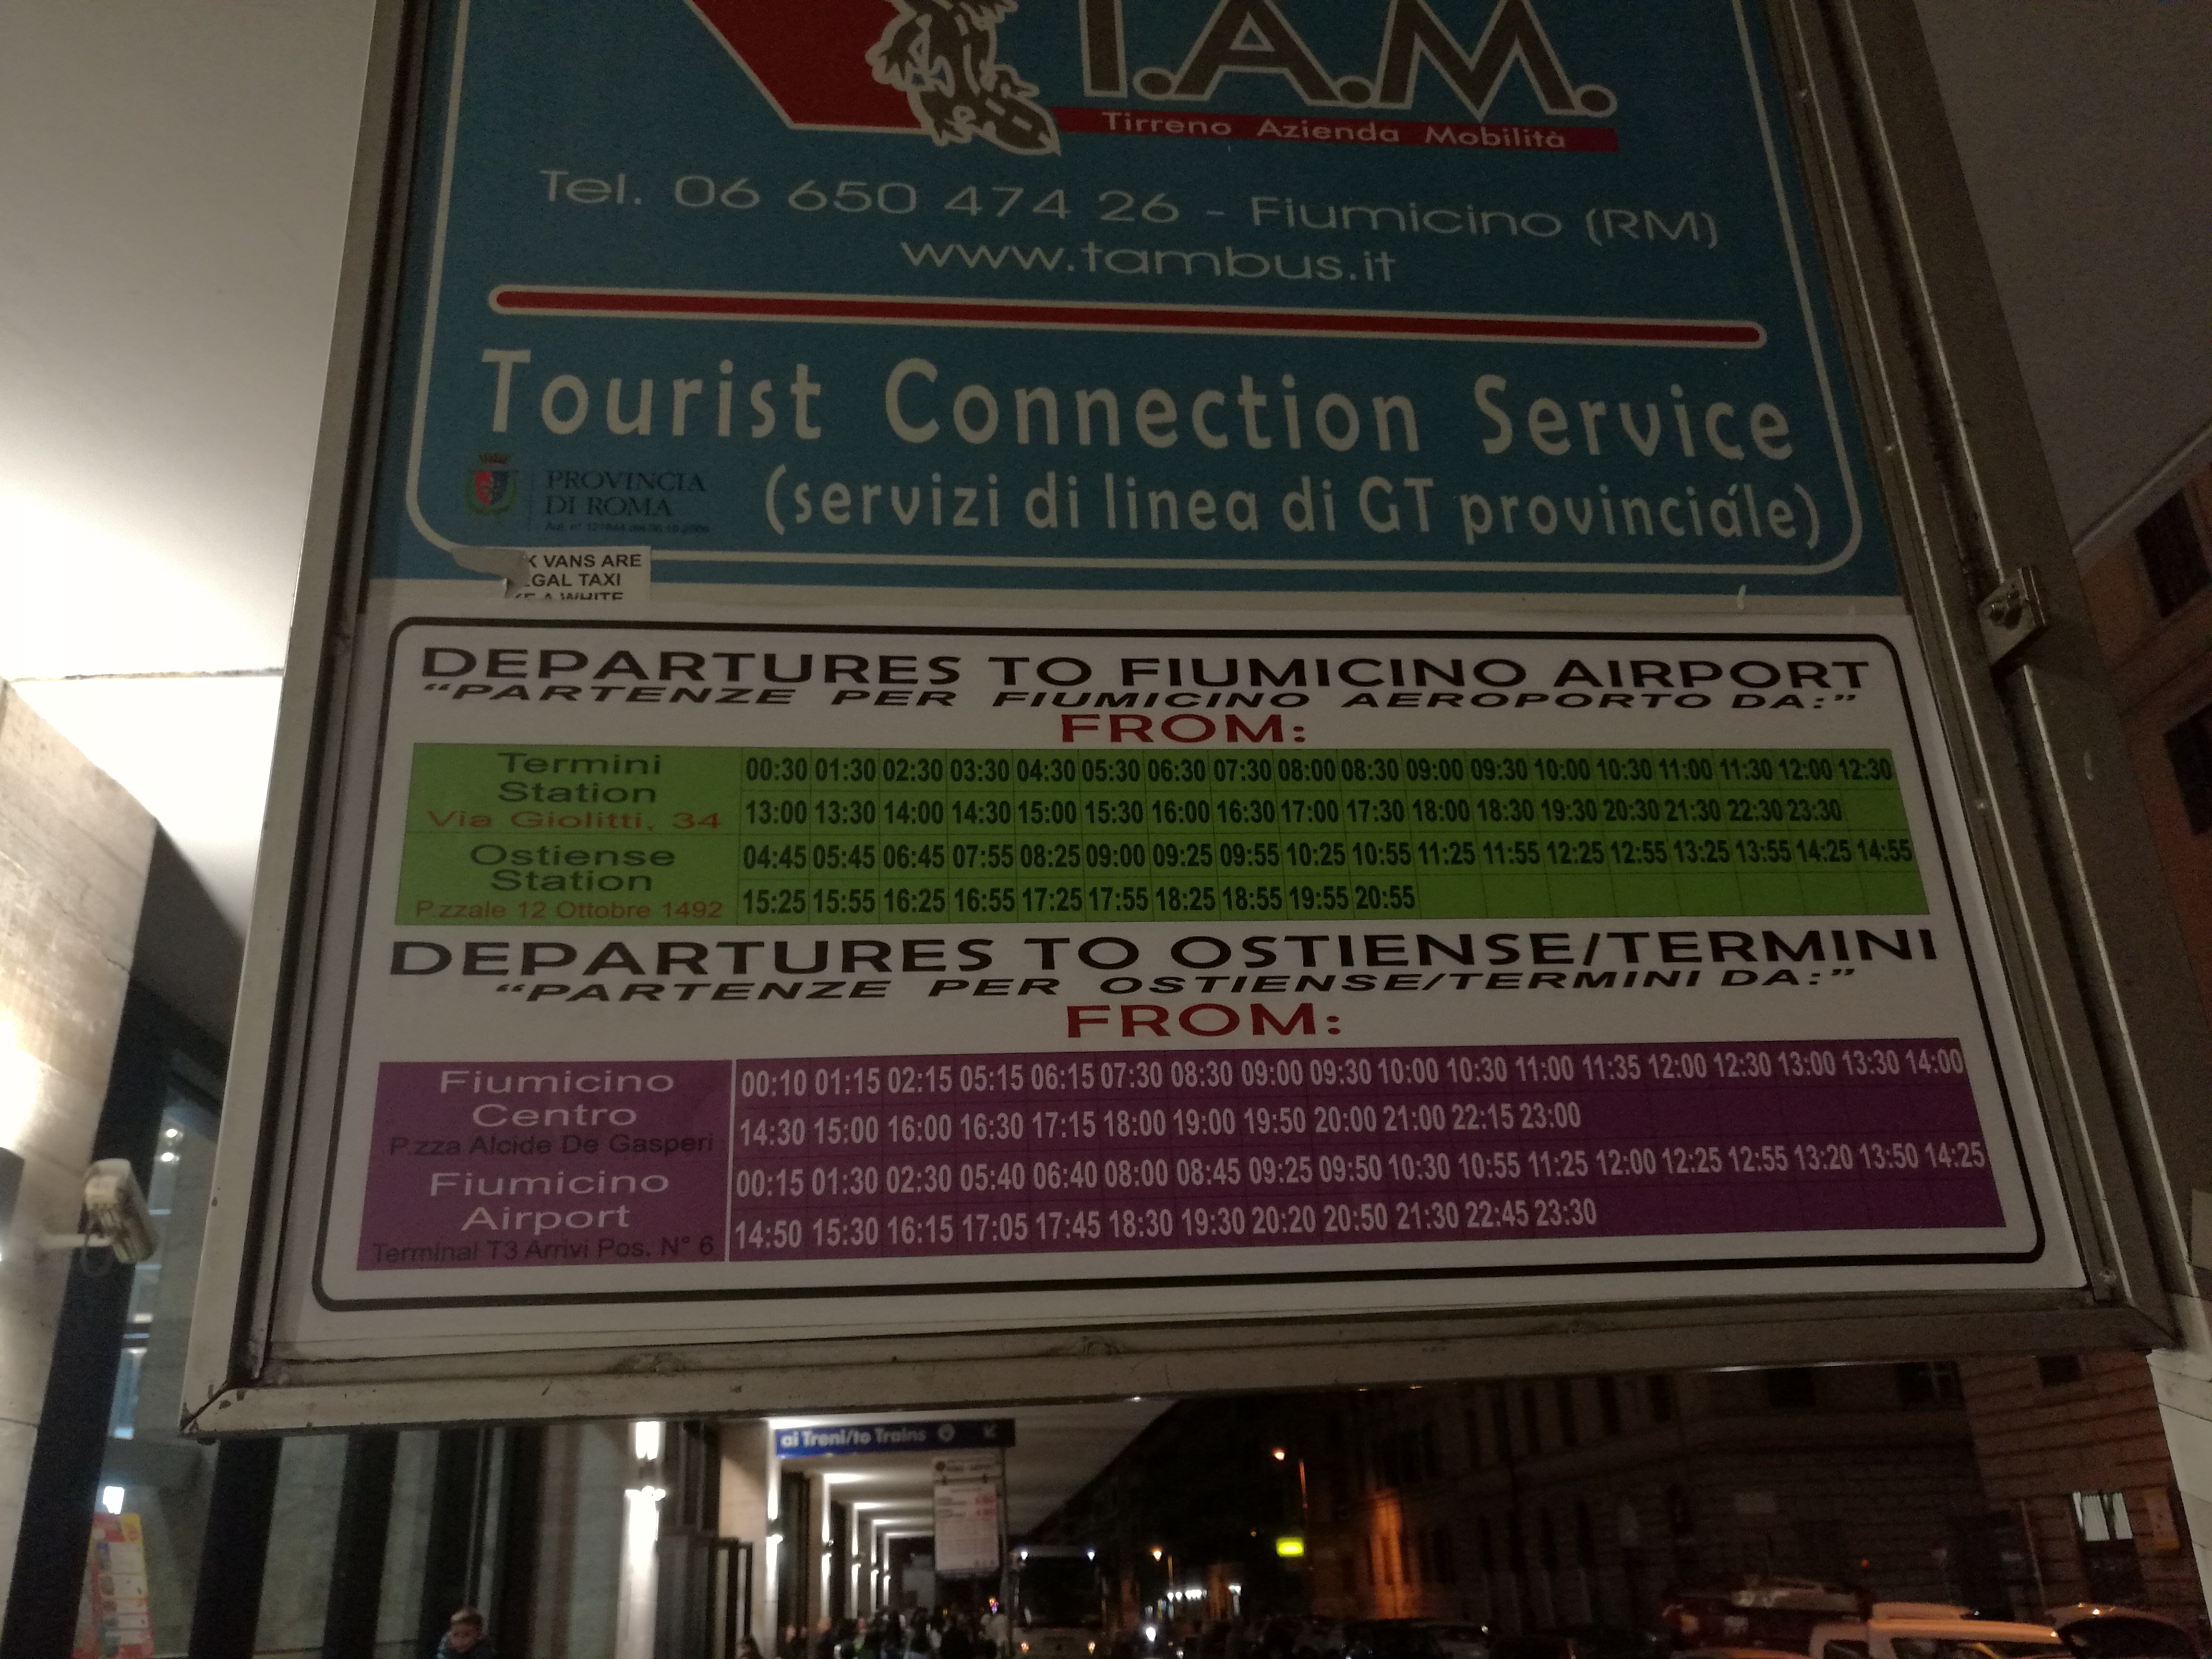 T.A.M.
Tirreno Azienda Mobilità
Tel. 06 650 474 26 - Fiumicino (RM)
www.tambus.it
Tourist Connection Service
(servizi di linea di GT provinciále)
PROVINCIA
DI ROMA
K VANS ARE
GAL TAXI
A WHITE
DEPARTURES TO FIUMICINO AIRPORT
“PARTENZE PER FIUMICINO AEROPORTO DA:”
FROM:
Termini
Station
Via Giolitti, 34
00:30 01:30 02:30 03:30 04:30 05:30 06:30 07:30 08:00 08:30 09:00 09:30 10:00 10:30 11:00 11:30 12:00 12:30
13:00 13:30 14:00 14:30 15:00 15:30 16:00 16:30 17:00 17:30 18:00 18:30 19:30 20:30 21:30 22:30 23:30
Ostiense
Station
P.zzale 12 Ottobre 1492
04:45 05:45 06:45 07:55 08:25 09:00 09:25 09:55 10:25 10:55 11:25 11:55 12:25 12:55 13:25 13:55 14:25 14:55
15:25 15:55 16:25 16:55 17:25 17:55 18:25 18:55 19:55 20:55
DEPARTURES TO OSTIENSE/TERMINI
“PARTENZE PER OSTIENSE/TERMINI DA:”
FROM:
Fiumicino
Centro
P.zza Alcide De Gasperi
00:10 01:15 02:15 05:15 06:15 07:30 08:30 09:00 09:30 10:00 10:30 11:00 11:35 12:00 12:30 13:00 13:30 14:00
14:30 15:00 16:00 16:30 17:15 18:00 19:00 19:50 20:00 21:00 22:15 23:00
Fiumicino
Airport
Terminal T3 Arrivi Pos. N° 6
00:15 01:30 02:30 05:40 06:40 08:00 08:45 09:25 09:50 10:30 10:55 11:25 12:00 12:25 12:55 13:20 13:50 14:25
14:50 15:30 16:15 17:05 17:45 18:30 19:30 20:20 20:50 21:30 22:45 23:30
ai Treni/to Trains